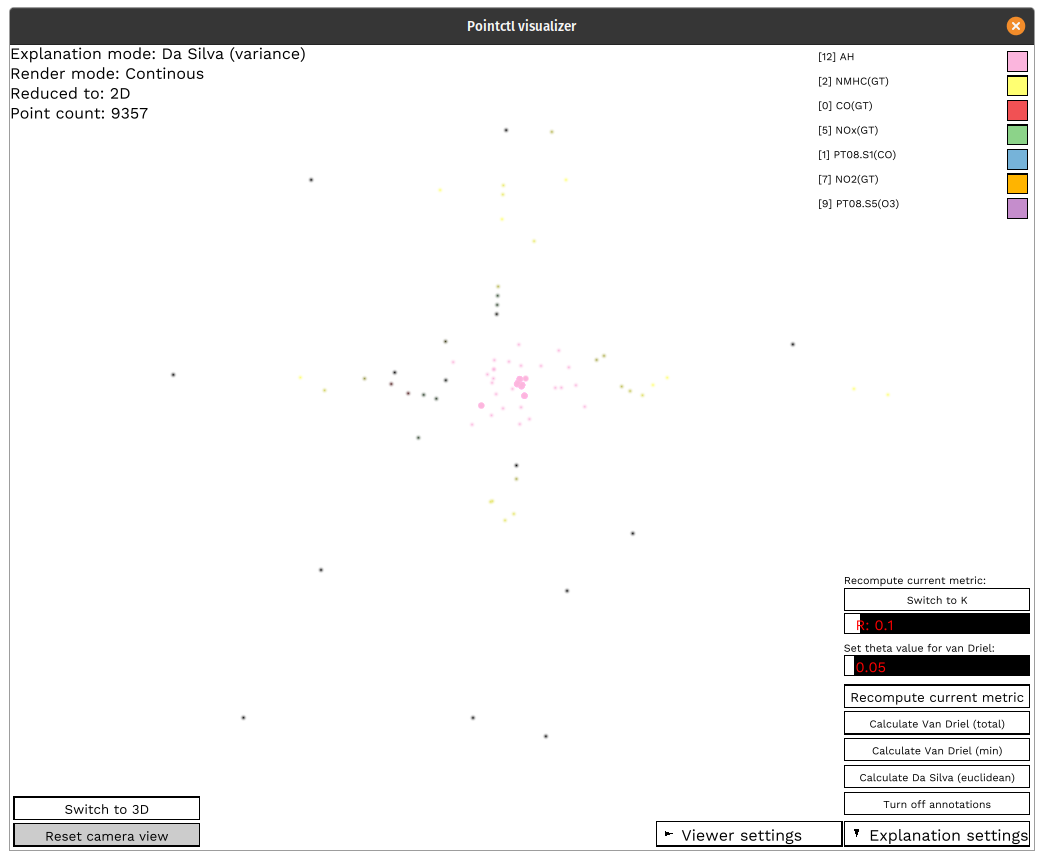 Pointctl visualizer
Explanation mode: Da Silva (variance)
Render mode: Continous
Reduced to: 2D
Point count: 9357
[12] AH
[2] NMHC(GT)
[0] CO(GT)
[5] NOx(GT)
[1] PT08.S1(CO)
[7] NO2(GT)
[9] PT08.S5(O3)
Recompute current metric:
Switch to K
R: 0.1
Set theta value for van Driel:
0.05
Recompute current metric
Calculate Van Driel (total)
Calculate Van Driel (min)
Calculate Da Silva (euclidean)
Turn off annotations
Switch to 3D
Reset camera view
Viewer settings
Explanation settings